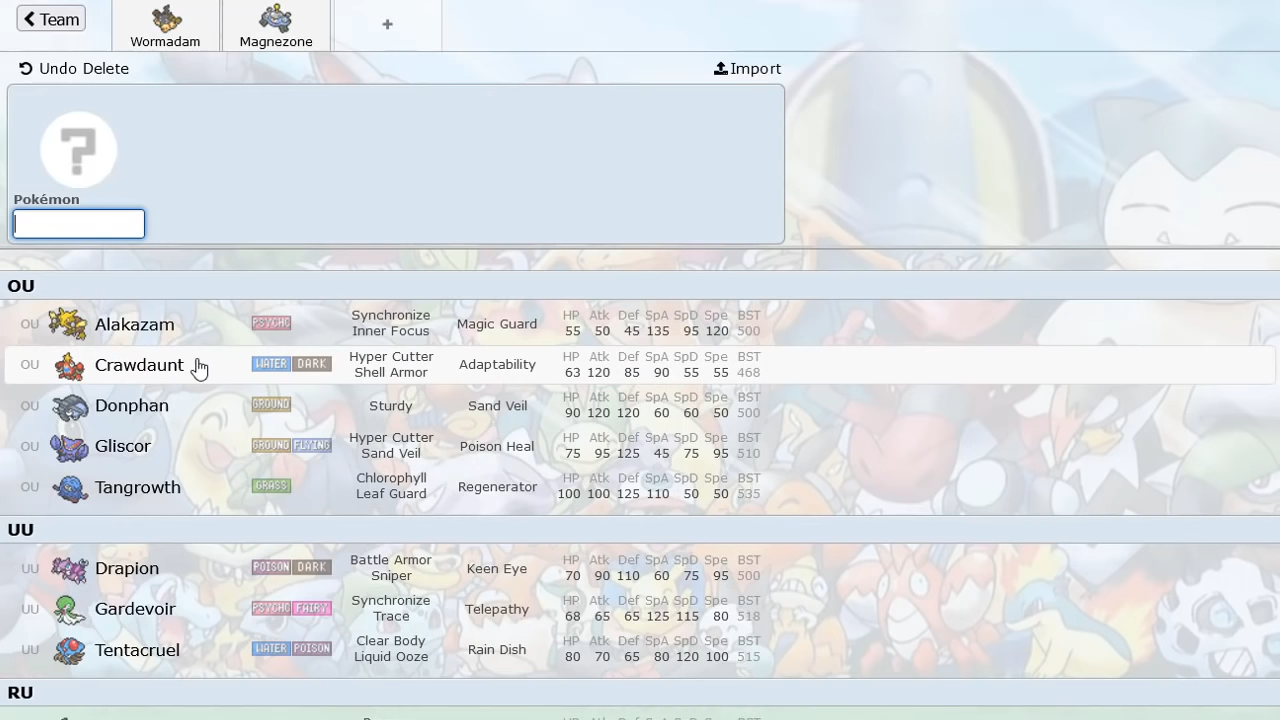 Team
Wormadam
Magnezone
+
Undo Delete
Import
?
Pokémon
OU
OU Alakazam PSYCHO Synchronize Inner Focus Magic Guard HP 55 Atk 50 Def 45 SpA 135 SpD 95 Spe 120 BST 500
OU Crawdaunt WATER DARK Hyper Cutter Shell Armor Adaptability HP 63 Atk 120 Def 85 SpA 90 SpD 55 Spe 55 BST 468
OU Donphan GROUND Sturdy Sand Veil HP 90 Atk 120 Def 120 SpA 60 SpD 60 Spe 50 BST 500
OU Gliscor GROUND FLYING Hyper Cutter Sand Veil Poison Heal HP 75 Atk 95 Def 125 SpA 45 SpD 75 Spe 95 BST 510
OU Tangrowth GRASS Chlorophyll Leaf Guard Regenerator HP 100 Atk 100 Def 125 SpA 110 SpD 50 Spe 50 BST 535
UU
UU Drapion POISON DARK Battle Armor Sniper Keen Eye HP 70 Atk 90 Def 110 SpA 60 SpD 75 Spe 95 BST 500
UU Gardevoir PSYCHO FAIRY Synchronize Trace Telepathy HP 68 Atk 65 Def 65 SpA 125 SpD 115 Spe 80 BST 518
UU Tentacruel WATER POISON Clear Body Liquid Ooze Rain Dish HP 80 Atk 70 Def 65 SpA 80 SpD 120 Spe 100 BST 515
RU